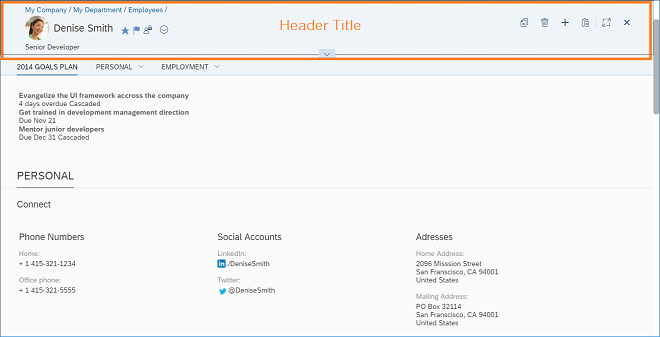 My Company / My Department / Employees /
Denise Smith
Header Title
Senior Developer
2014 GOALS PLAN PERSONAL EMPLOYMENT
Evangelize the UI framework accross the company
4 days overdue Cascaded
Get trained in development management direction
Due Nov 21
Mentor junior developers
Due Dec 31 Cascaded
PERSONAL
Connect
Phone Numbers
Home:
+ 1 415-321-1234
Office phone:
+ 1 415-321-5555
Social Accounts
LinkedIn:
in /DeniseSmith
Twitter:
@DeniseSmith
Adresses
Home Address:
2096 Misssion Street
San Franscisco, CA 94001
United States
Mailing Address:
PO Box 32114
San Franscisco, CA 94001
United States